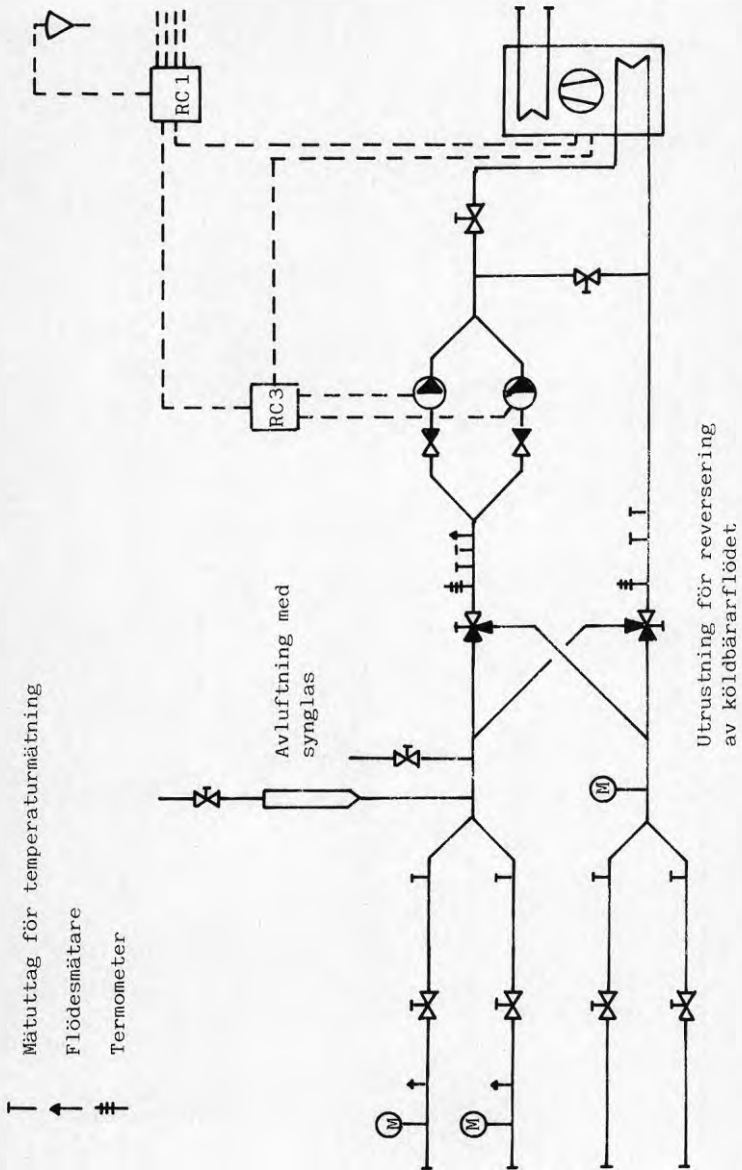 Mätuttag för temperaturmätning
Flödesmätare
Termometer
Avluftning med
synglas
RC1
RC3
M
M
M
Utrustning för reversering
av köldbärarflödet